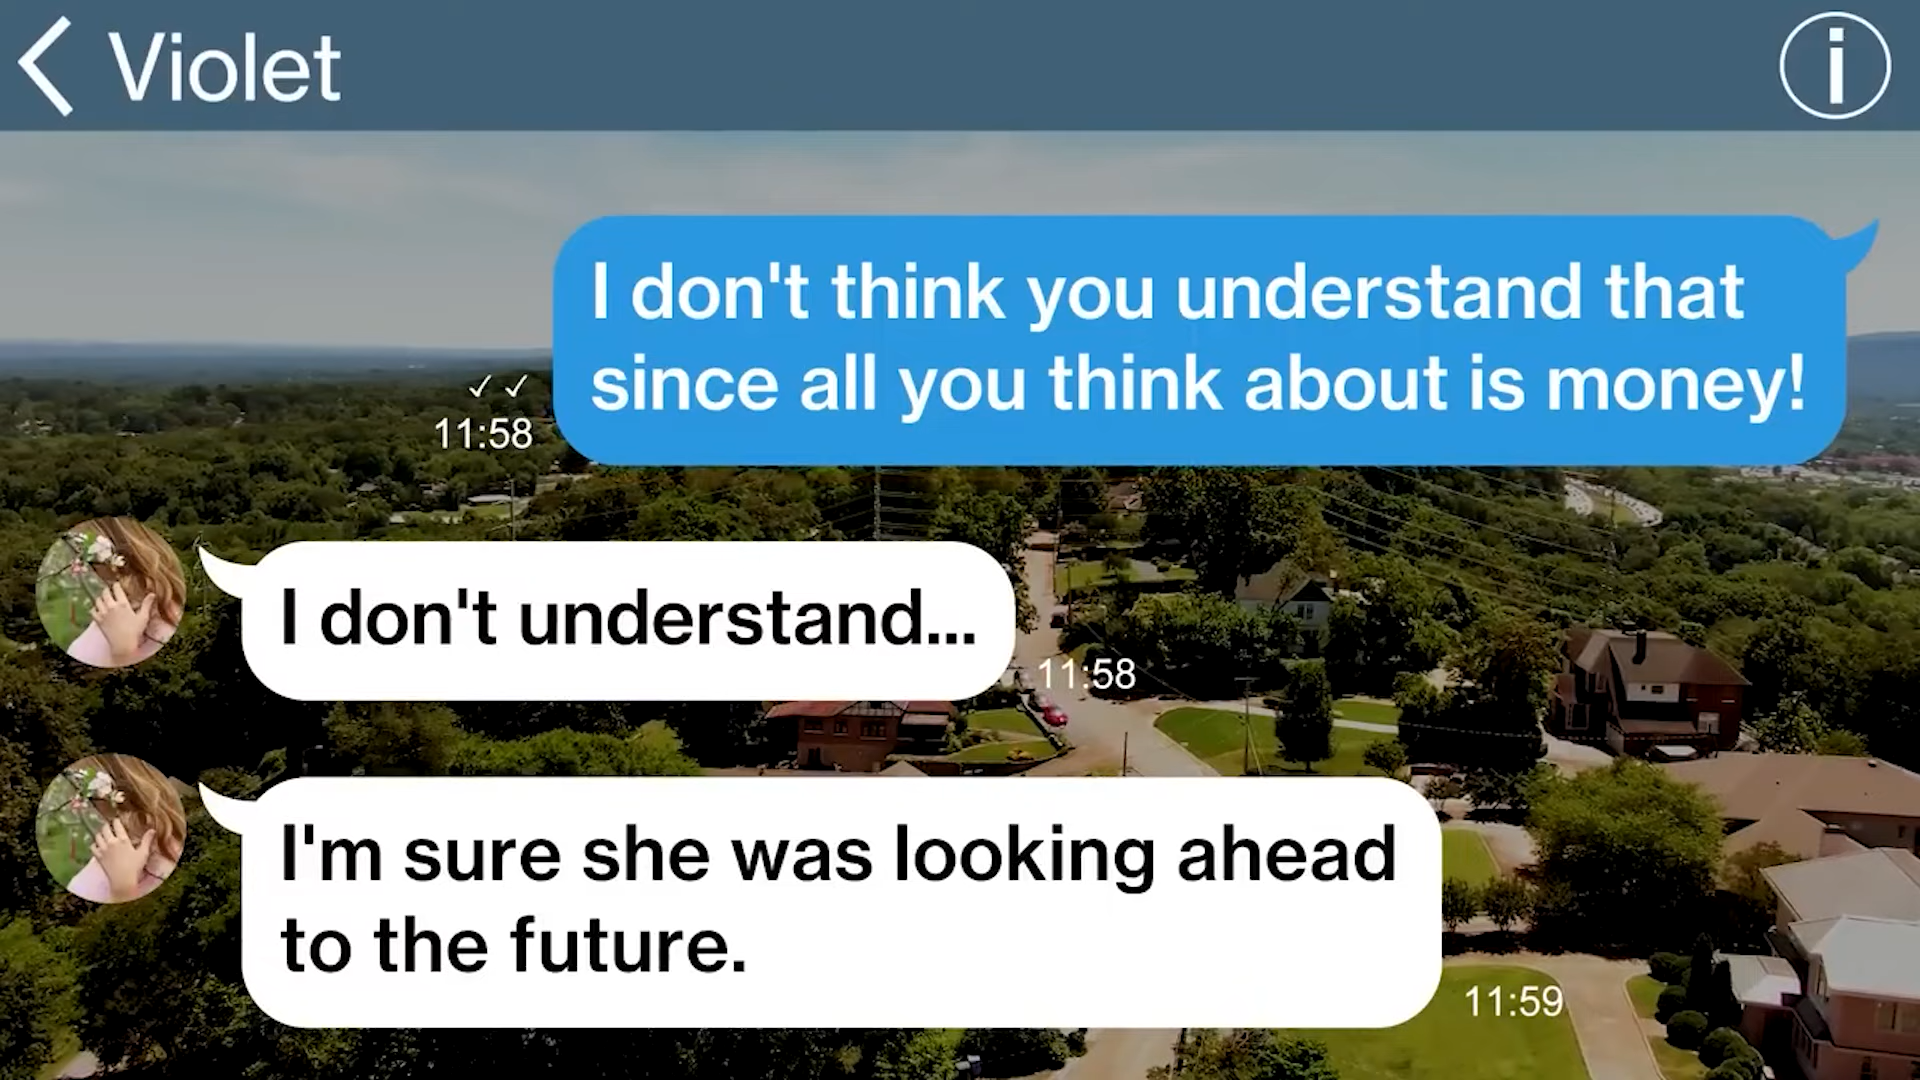 Violet
I don't think you understand that
since all you think about is money!
✓✓
11:58
I don't understand...
11:58
I'm sure she was looking ahead
to the future.
11:59